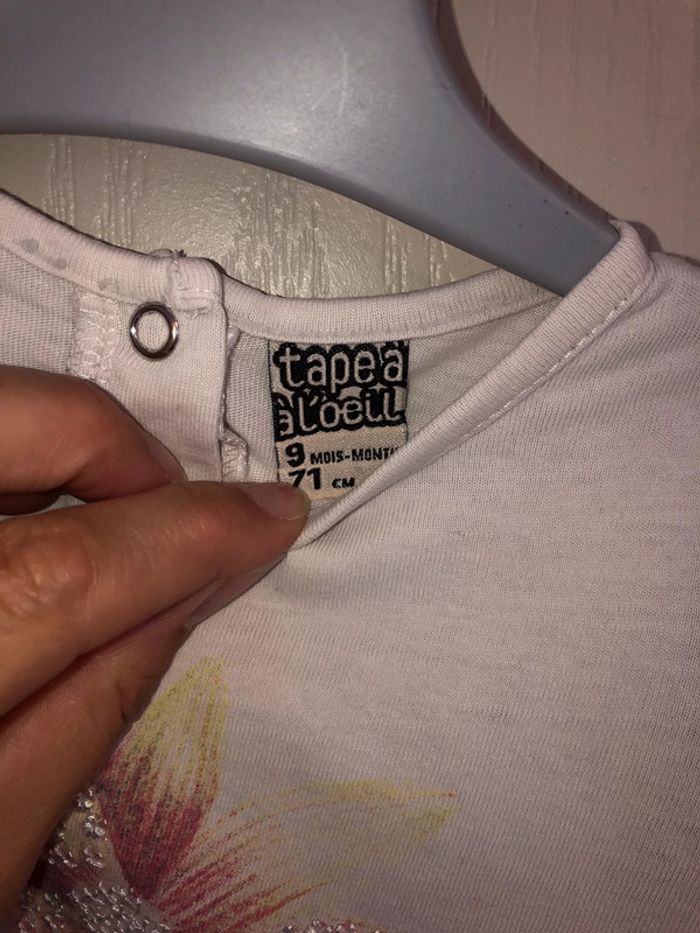 tape à
à l'oeil
9 MOIS-MONTH
71 CM